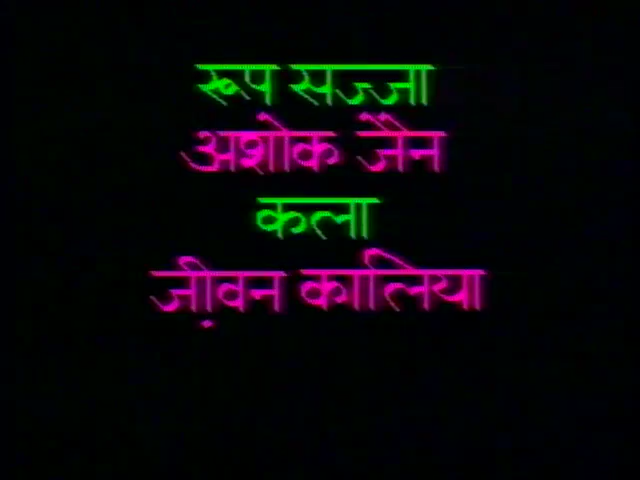 रूप सज्जा
अशोक जैन
कला
जीवन कालिया